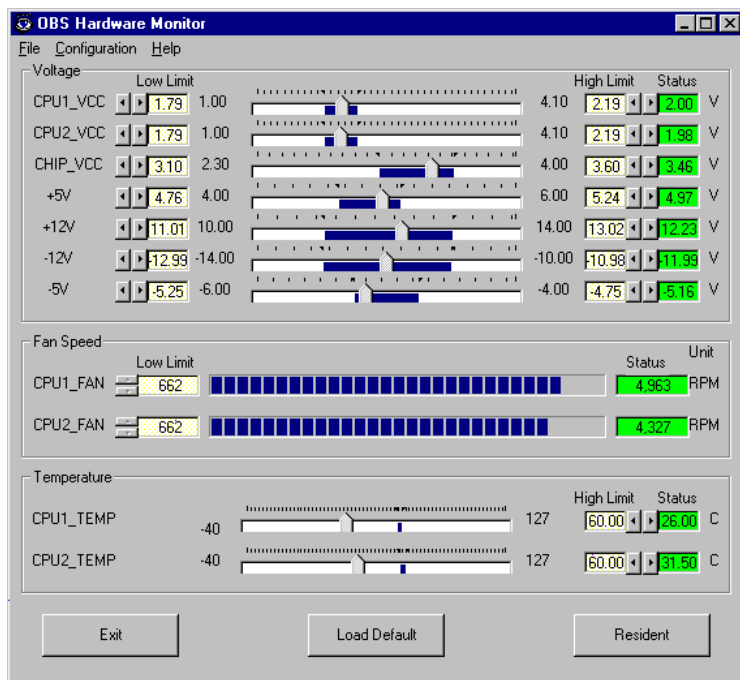 OBS Hardware Monitor
File Configuration Help
Voltage
Low Limit High Limit Status
CPU1_VCC 1.79 1.00 4.10 2.19 2.00 V
CPU2_VCC 1.79 1.00 4.10 2.19 1.98 V
CHIP_VCC 3.10 2.30 4.00 3.60 3.46 V
+5V 4.76 4.00 6.00 5.24 4.97 V
+12V 11.01 10.00 14.00 13.02 12.23 V
-12V -12.99 -14.00 -10.00 -10.98 -11.99 V
-5V -5.25 -6.00 -4.00 -4.75 -5.16 V
Fan Speed
Low Limit Status Unit
CPU1_FAN 662 4,963 RPM
CPU2_FAN 662 4,327 RPM
Temperature
High Limit Status
CPU1_TEMP -40 127 60.00 26.00 C
CPU2_TEMP -40 127 60.00 31.50 C
Exit Load Default Resident